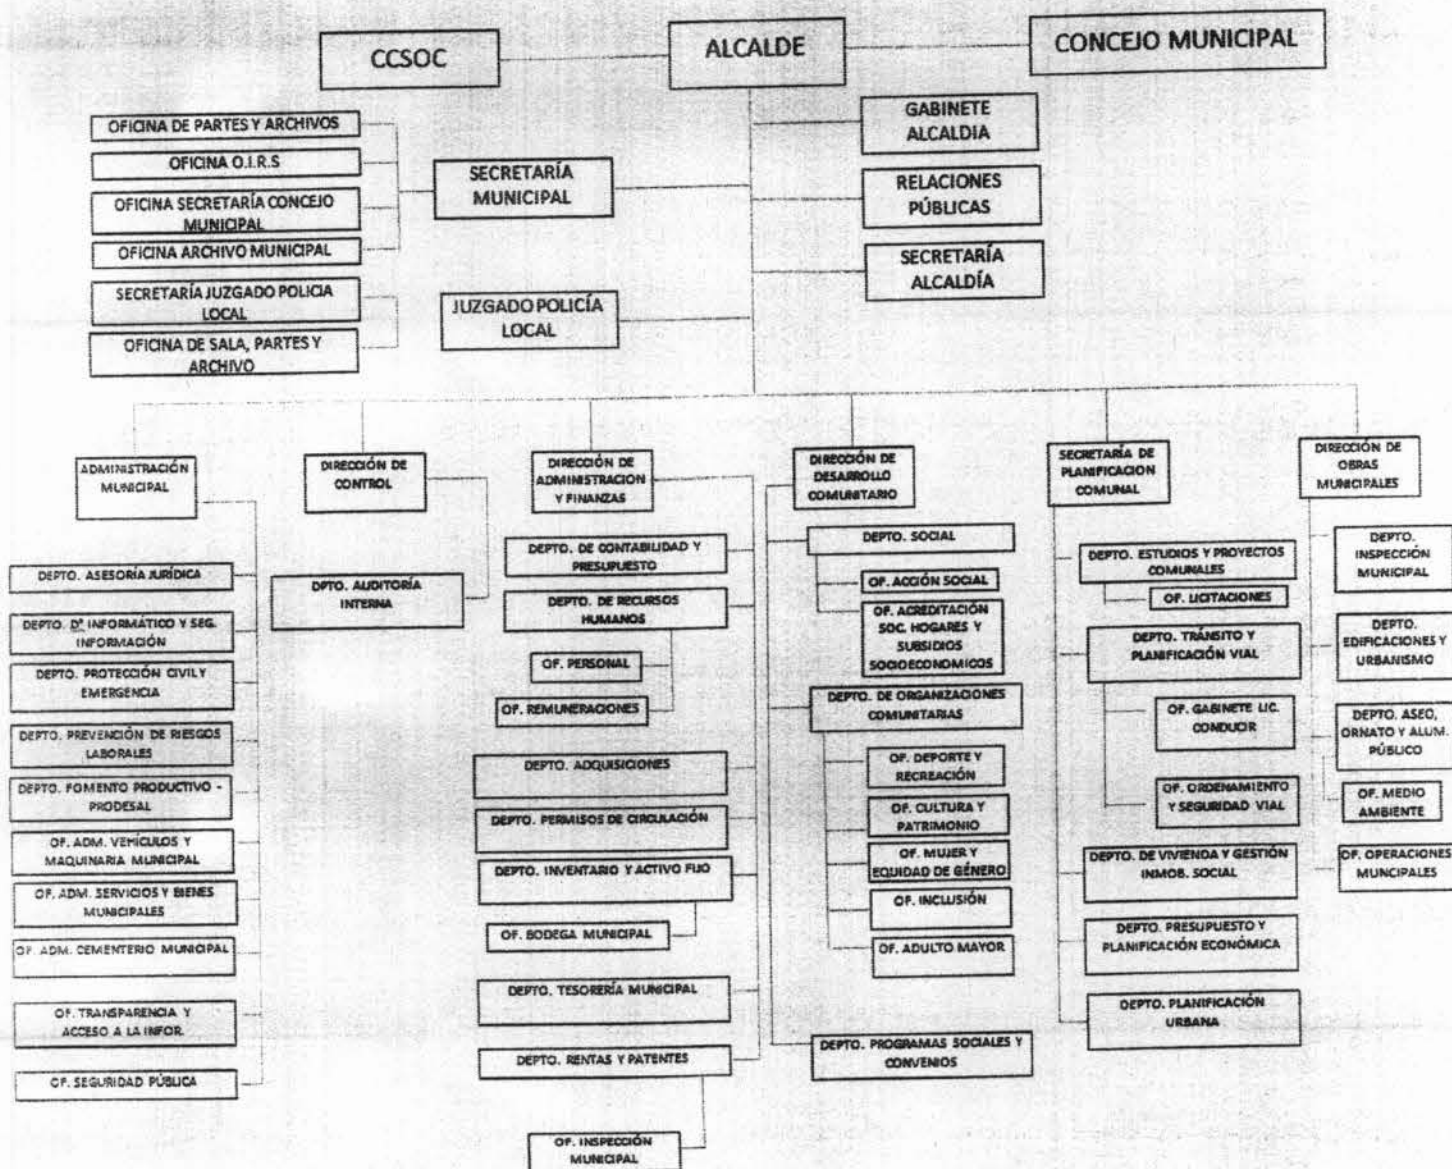 CCSOC
ALCALDE
CONCEJO MUNICIPAL
GABINETE
ALCALDIA
RELACIONES
PÚBLICAS
SECRETARÍA
ALCALDÍA
OFICINA DE PARTES Y ARCHIVOS
OFICINA O.I.R.S
OFICINA SECRETARÍA CONCEJO
MUNICIPAL
OFICINA ARCHIVO MUNICIPAL
SECRETARÍA
MUNICIPAL
SECRETARÍA JUZGADO POLICIA
LOCAL
OFICINA DE SALA, PARTES Y
ARCHIVO
JUZGADO POLICÍA
LOCAL
ADMINISTRACIÓN
MUNICIPAL
DEPTO. ASESORÍA JURÍDICA
DEPTO. Dº INFORMÁTICO Y SEG.
INFORMACIÓN
DEPTO. PROTECCIÓN CIVIL Y
EMERGENCIA
DEPTO. PREVENCIÓN DE RIESGOS
LABORALES
DEPTO. FOMENTO PRODUCTIVO -
PRODESAL
OF. ADM. VEHÍCULOS Y
MAQUINARIA MUNICIPAL
OF. ADM. SERVICIOS Y BIENES
MUNICIPALES
OF. ADM. CEMENTERIO MUNICIPAL
OF. TRANSPARENCIA Y
ACCESO A LA INFOR.
OF. SEGURIDAD PÚBLICA
DIRECCIÓN DE
CONTROL
DPTO. AUDITORÍA
INTERNA
DIRECCIÓN DE
ADMINISTRACION
Y FINANZAS
DEPTO. DE CONTABILIDAD Y
PRESUPUESTO
DEPTO. DE RECURSOS
HUMANOS
OF. PERSONAL
OF. REMUNERACIONES
DEPTO. ADQUISICIONES
DEPTO. PERMISOS DE CIRCULACIÓN
DEPTO. INVENTARIO Y ACTIVO FIJO
OF. BODEGA MUNICIPAL
DEPTO. TESORERÍA MUNICIPAL
DEPTO. RENTAS Y PATENTES
OF. INSPECCIÓN
MUNICIPAL
DIRECCIÓN DE
DESARROLLO
COMUNITARIO
DEPTO. SOCIAL
OF. ACCIÓN SOCIAL
OF. ACREDITACIÓN
SOC. HOGARES Y
SUBSIDIOS
SOCIOECONOMICOS
DEPTO. DE ORGANIZACIONES
COMUNITARIAS
OF. DEPORTE Y
RECREACIÓN
OF. CULTURA Y
PATRIMONIO
OF. MUJER Y
EQUIDAD DE GÉNERO
OF. INCLUSIÓN
OF. ADULTO MAYOR
DEPTO. PROGRAMAS SOCIALES Y
CONVENIOS
SECRETARÍA DE
PLANIFICACION
COMUNAL
DEPTO. ESTUDIOS Y PROYECTOS
COMUNALES
OF. LICITACIONES
DEPTO. TRÁNSITO Y
PLANIFICACIÓN VIAL
OF. GABINETE LIC.
CONDUCIR
OF. ORDENAMIENTO
Y SEGURIDAD VIAL
DEPTO. DE VIVIENDA Y GESTIÓN
INMOB. SOCIAL
DEPTO. PRESUPUESTO Y
PLANIFICACIÓN ECONÓMICA
DEPTO. PLANIFICACIÓN
URBANA
DIRECCIÓN DE
OBRAS
MUNICIPALES
DEPTO.
INSPECCIÓN
MUNICIPAL
DEPTO.
EDIFICACIONES Y
URBANISMO
DEPTO. ASEO,
ORNATO Y ALUM.
PÚBLICO
OF. MEDIO
AMBIENTE
OF. OPERACIONES
MUNCIPALES